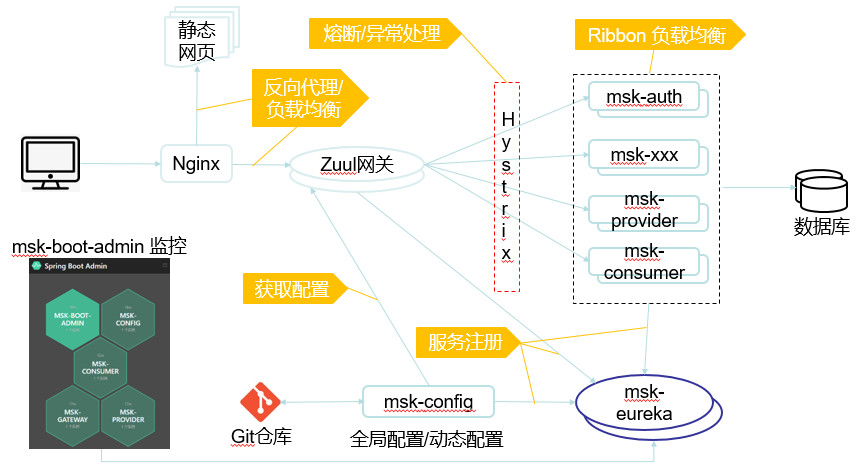 静态
网页
熔断/异常处理
Ribbon 负载均衡
反向代理/
负载均衡
Nginx
Zuul网关
Hystrix
msk-auth
msk-xxx
msk-
provider
msk-
consumer
数据库
msk-boot-admin 监控
Spring Boot Admin
MSK-BOOT-
ADMIN
MSK-
CONFIG
MSK-
CONSUMER
MSK-
GATEWAY
MSK-
PROVIDER
获取配置
服务注册
Git仓库
msk-config
全局配置/动态配置
msk-
eureka